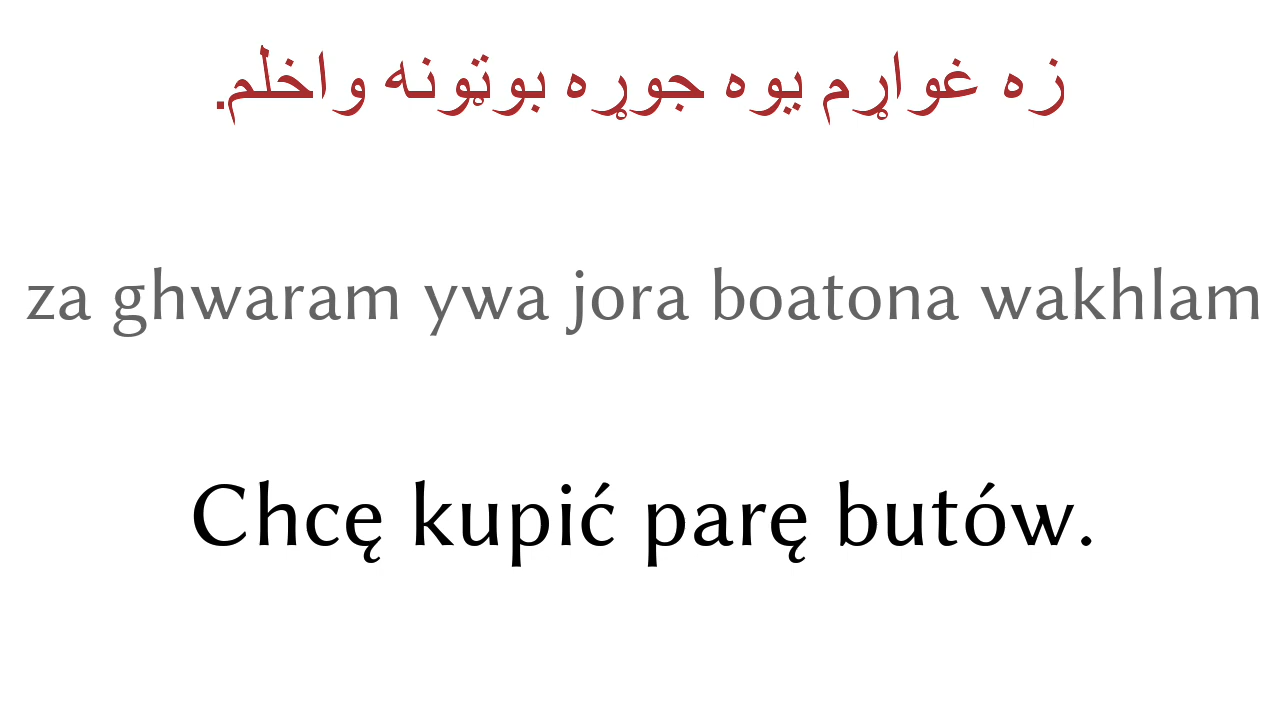 زه غواړم یوه جوړه بوټونه واخلم.
za ghwaram ywa jora boatona wakhlam
Chcę kupić parę butów.